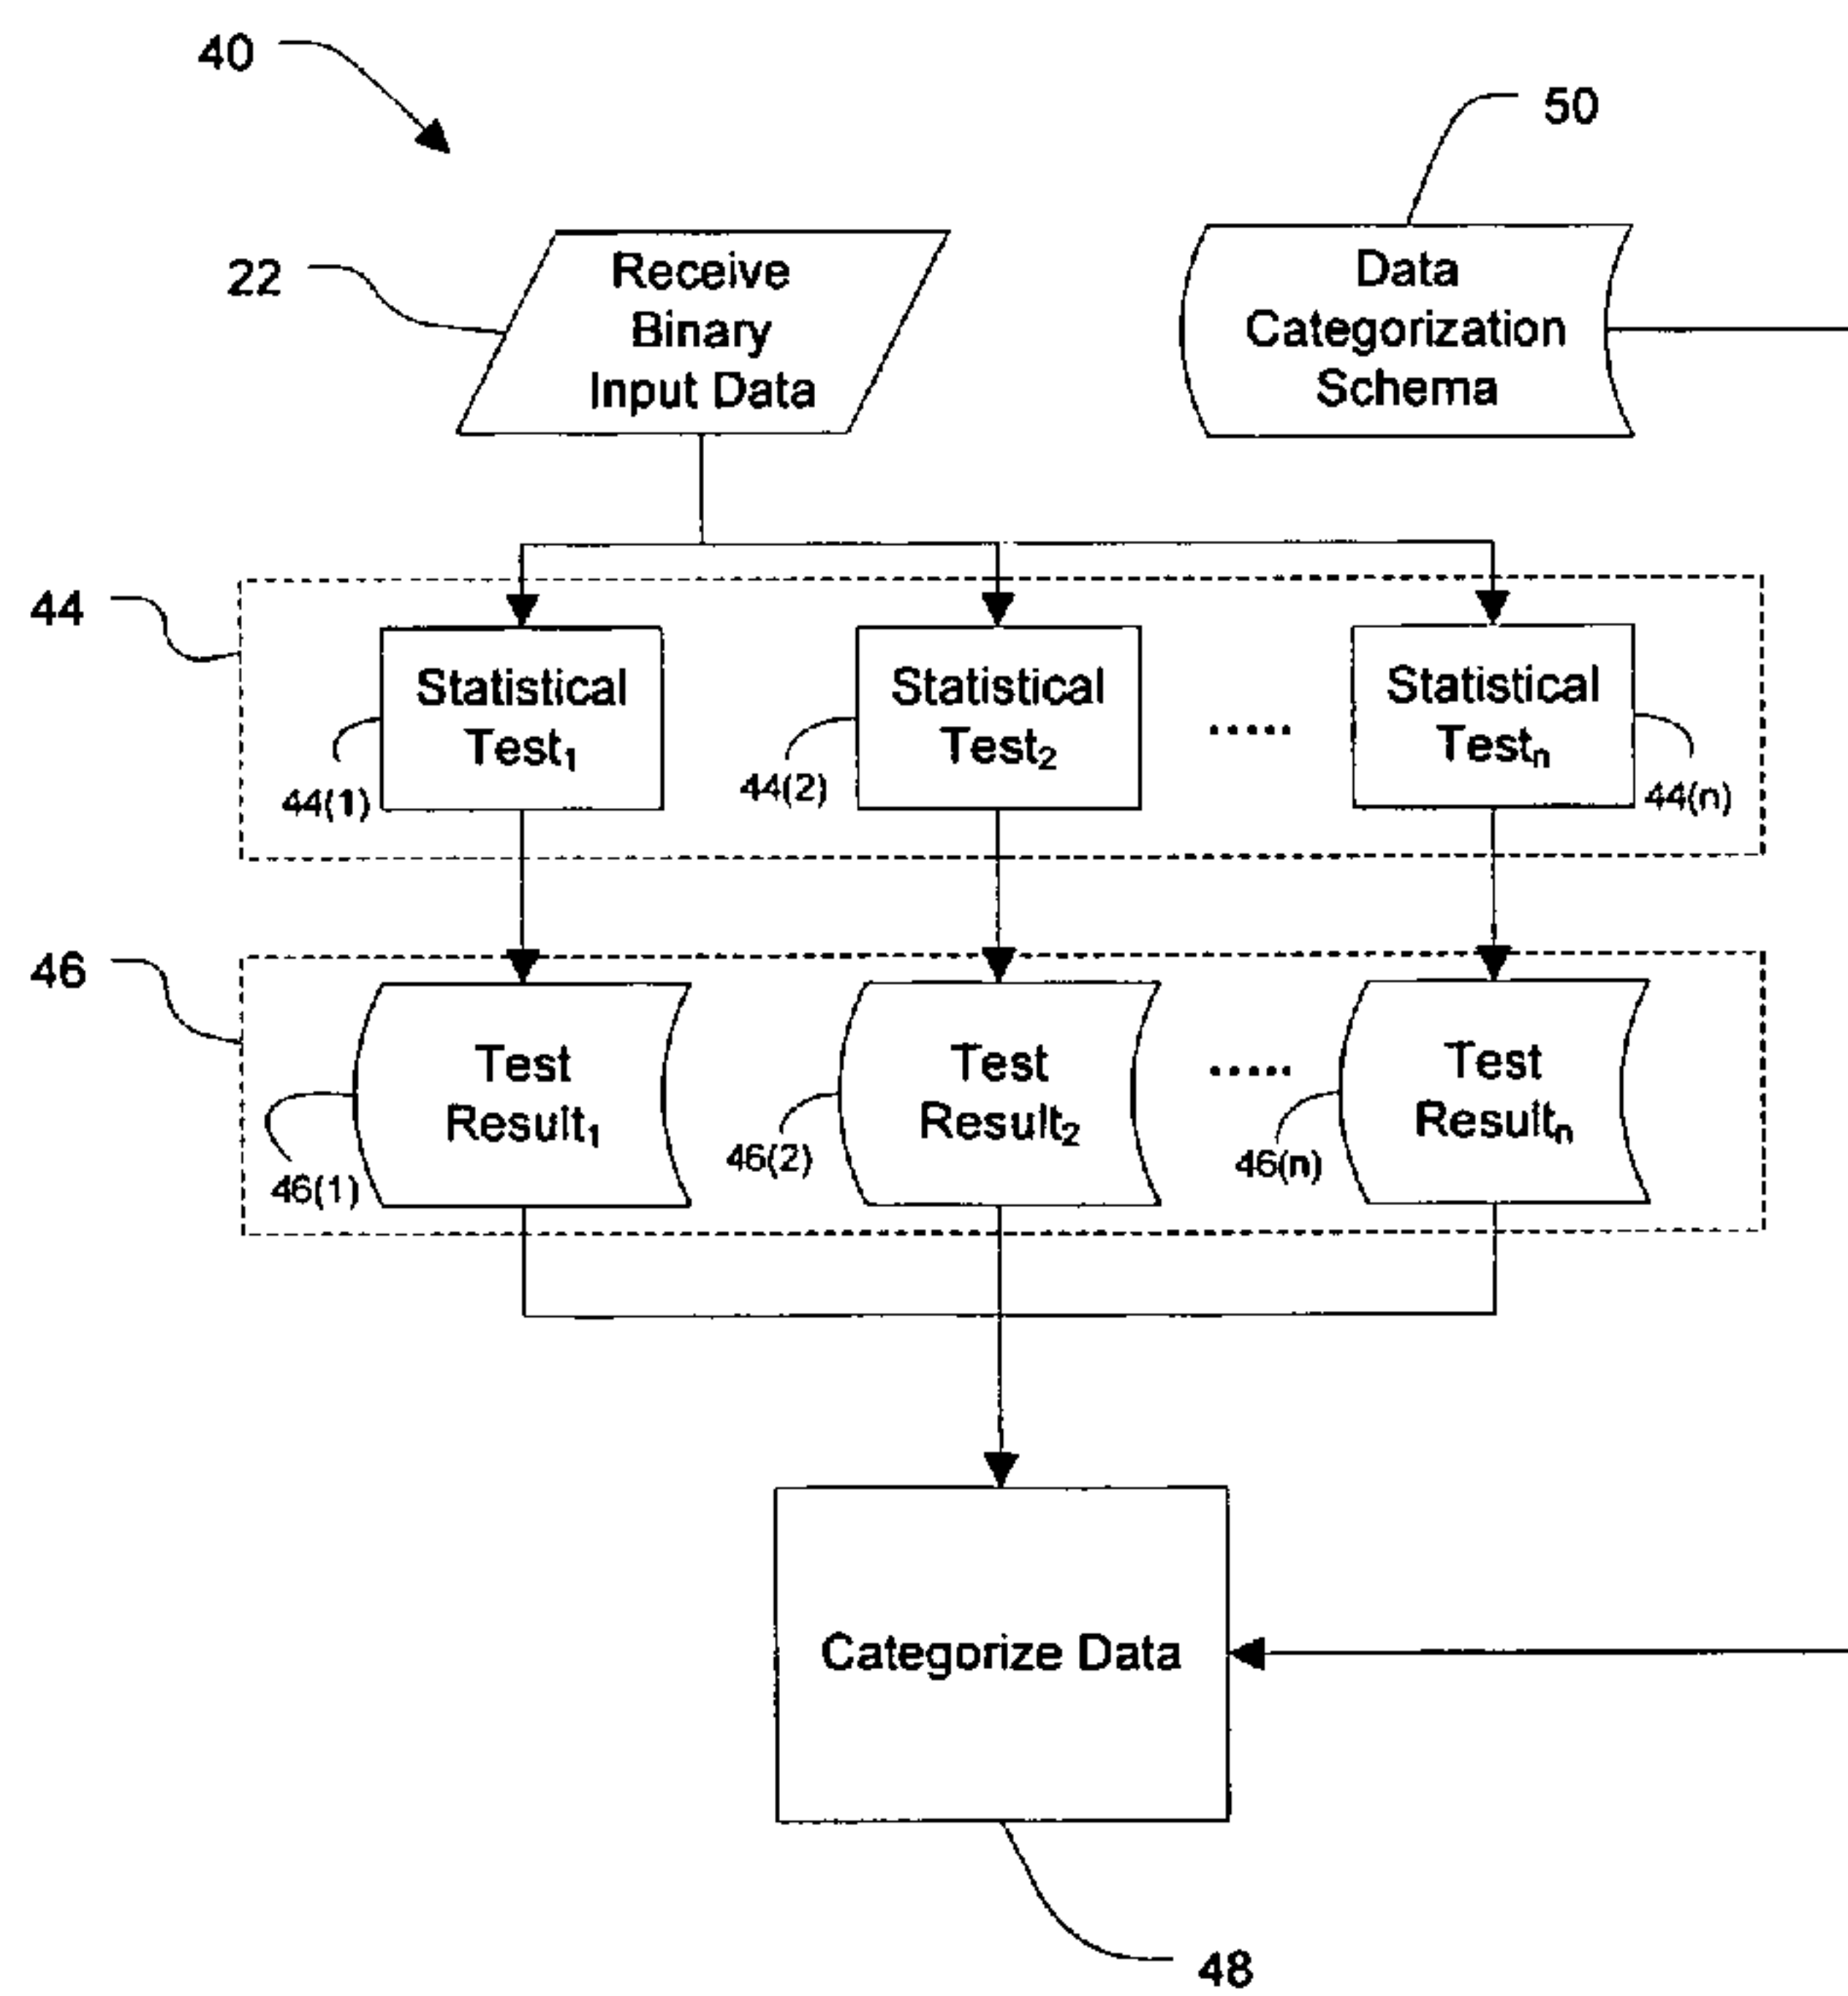 40
50
22
Receive
Binary
Input Data
Data
Categorization
Schema
44
Statistical
Test₁
44(1)
Statistical
Test₂
44(2)
.....
Statistical
Testₙ
44(n)
46
Test
Result₁
46(1)
Test
Result₂
46(2)
.....
Test
Resultₙ
46(n)
Categorize Data
48